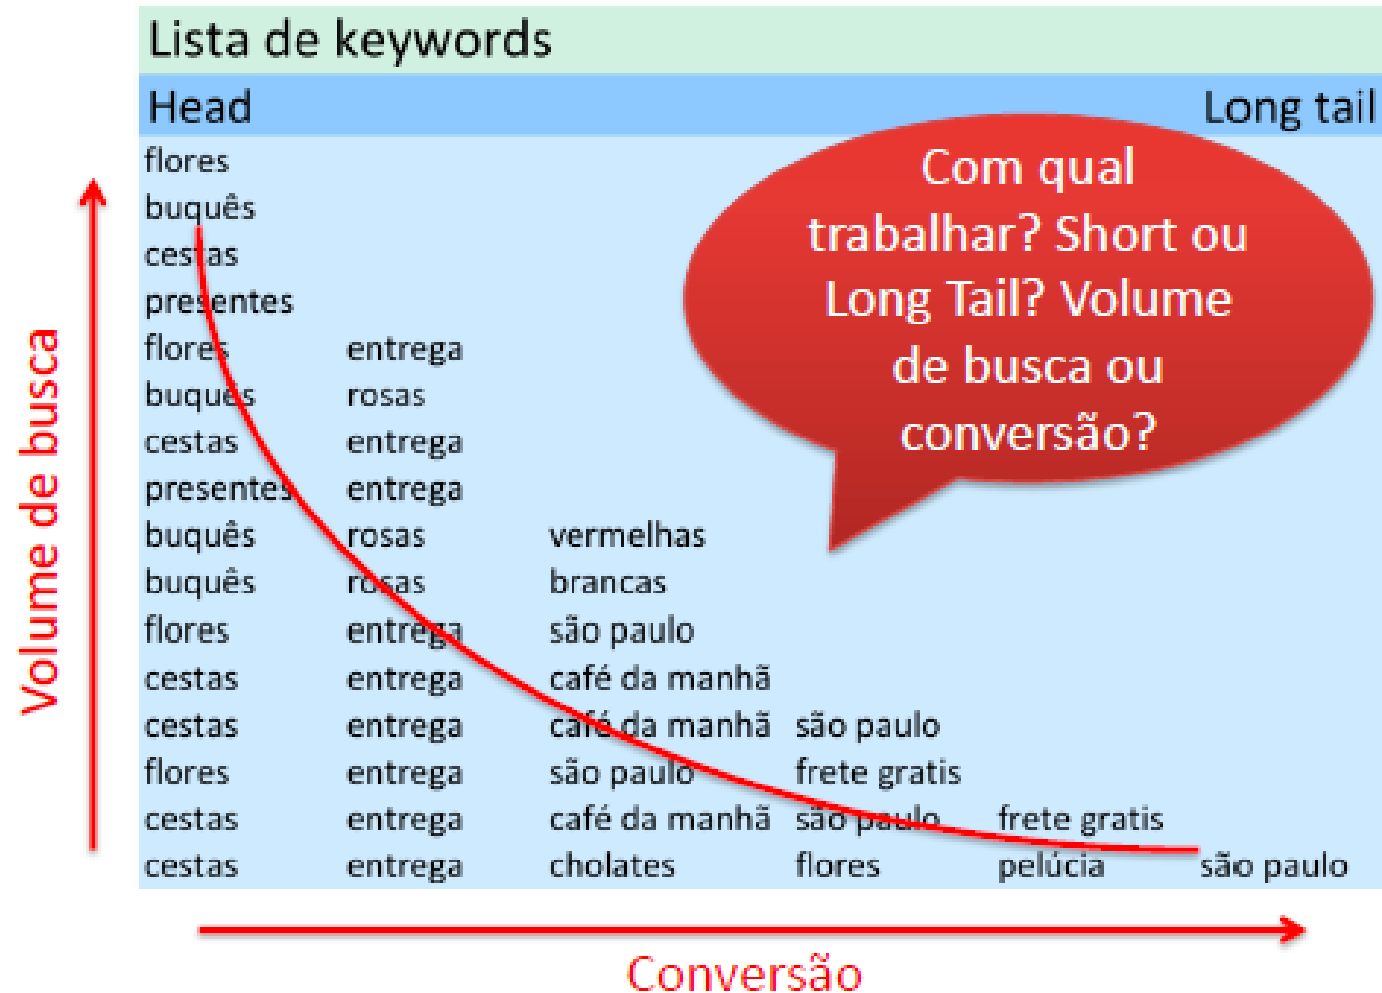 Lista de keywords
Head Long tail
flores
buquês
cestas
presentes
flores entrega
buquês rosas
cestas entrega
presentes entrega
buquês rosas vermelhas
buquês rosas brancas
flores entrega são paulo
cestas entrega café da manhã
cestas entrega café da manhã são paulo
flores entrega são paulo frete gratis
cestas entrega café da manhã são paulo frete gratis
cestas entrega cholates flores pelúcia são paulo
Com qual
trabalhar? Short ou
Long Tail? Volume
de busca ou
conversão?
Volume de busca
Conversão